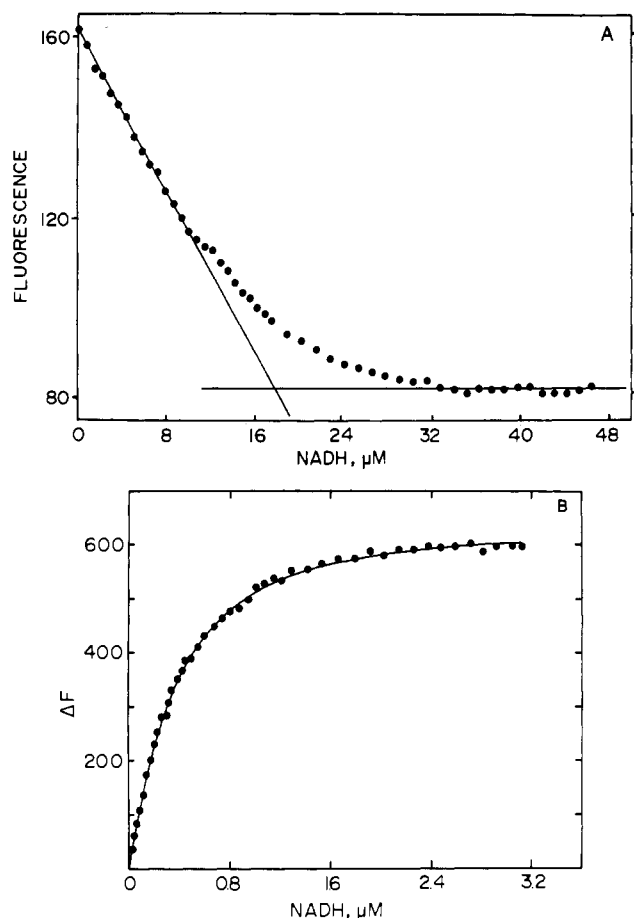 A
160
120
80
FLUORESCENCE
0 8 16 24 32 40 48
NADH, μM
B
600
400
200
ΔF
0 0.8 1.6 2.4 3.2
NADH, μM